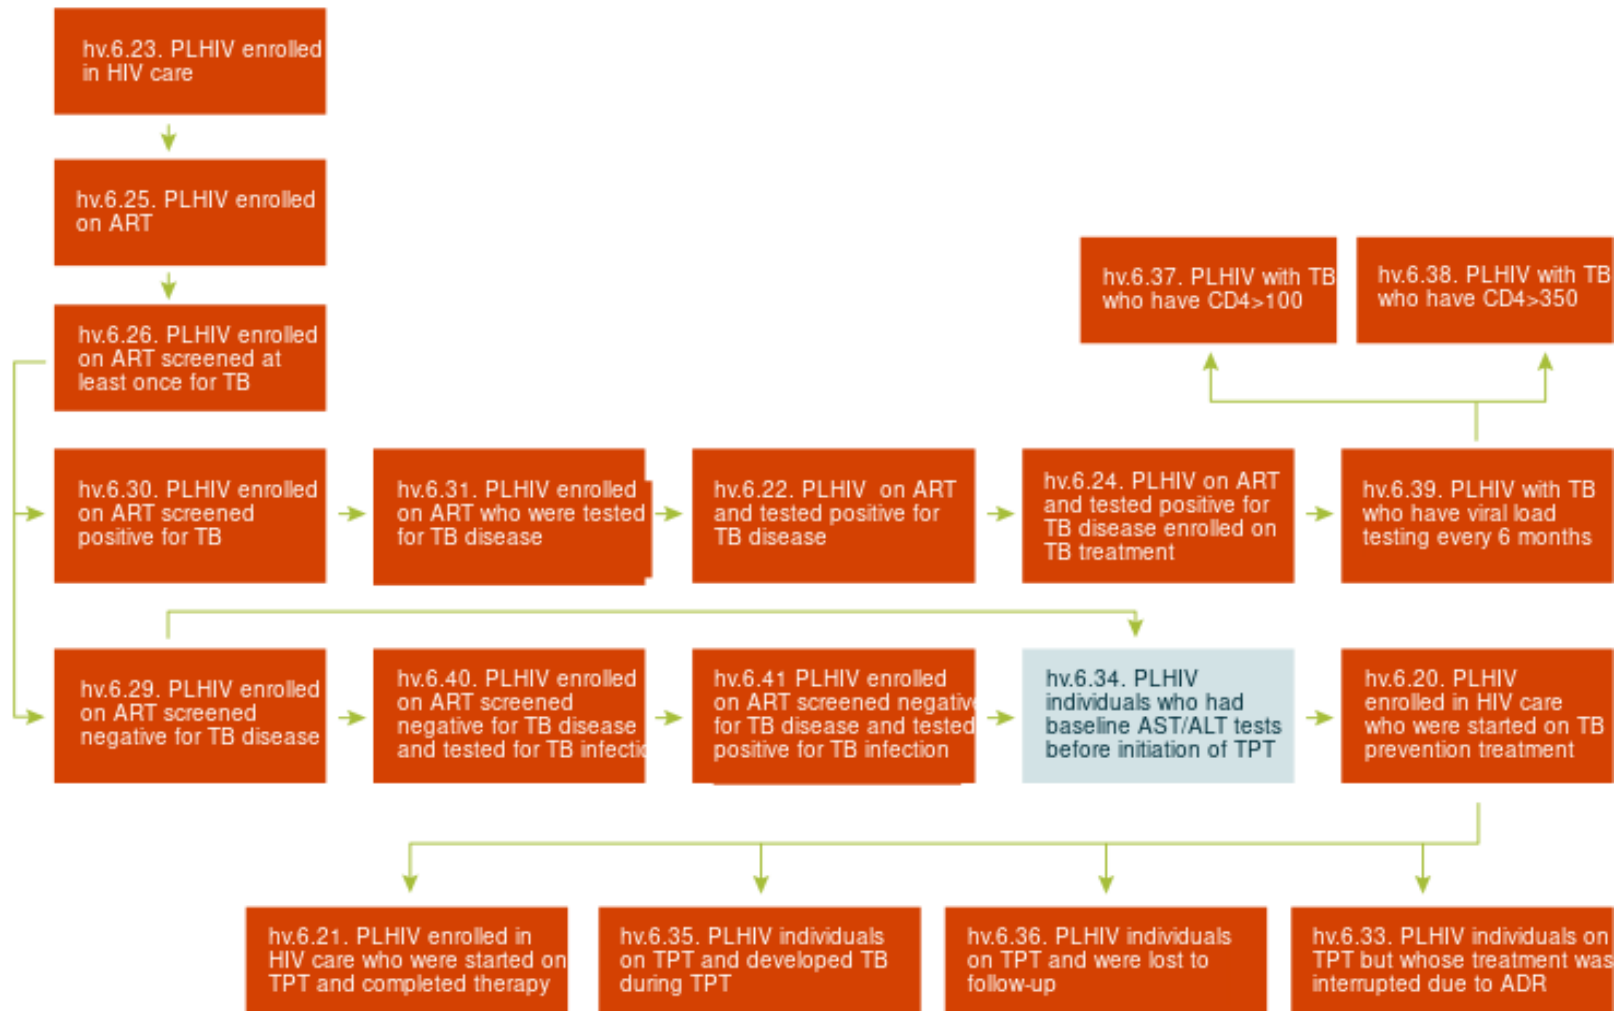 hv.6.23. PLHIV enrolled
in HIV care
hv.6.25. PLHIV enrolled
on ART
hv.6.26. PLHIV enrolled
on ART screened at
least once for TB
hv.6.37. PLHIV with TB
who have CD4>100
hv.6.38. PLHIV with TB
who have CD4>350
hv.6.30. PLHIV enrolled
on ART screened
positive for TB
hv.6.31. PLHIV enrolled
on ART who were tested
for TB disease
hv.6.22. PLHIV on ART
and tested positive for
TB disease
hv.6.24. PLHIV on ART
and tested positive for
TB disease enrolled on
TB treatment
hv.6.39. PLHIV with TB
who have viral load
testing every 6 months
hv.6.29. PLHIV enrolled
on ART screened
negative for TB disease
hv.6.40. PLHIV enrolled
on ART screened
negative for TB disease
and tested for TB infectio
hv.6.41 PLHIV enrolled
on ART screened negative
for TB disease and tested
positive for TB infection
hv.6.34. PLHIV
individuals who had
baseline AST/ALT tests
before initiation of TPT
hv.6.20. PLHIV
enrolled in HIV care
who were started on TB
prevention treatment
hv.6.21. PLHIV enrolled in
HIV care who were started on
TPT and completed therapy
hv.6.35. PLHIV individuals
on TPT and developed TB
during TPT
hv.6.36. PLHIV individuals
on TPT and were lost to
follow-up
hv.6.33. PLHIV individuals on
TPT but whose treatment was
interrupted due to ADR